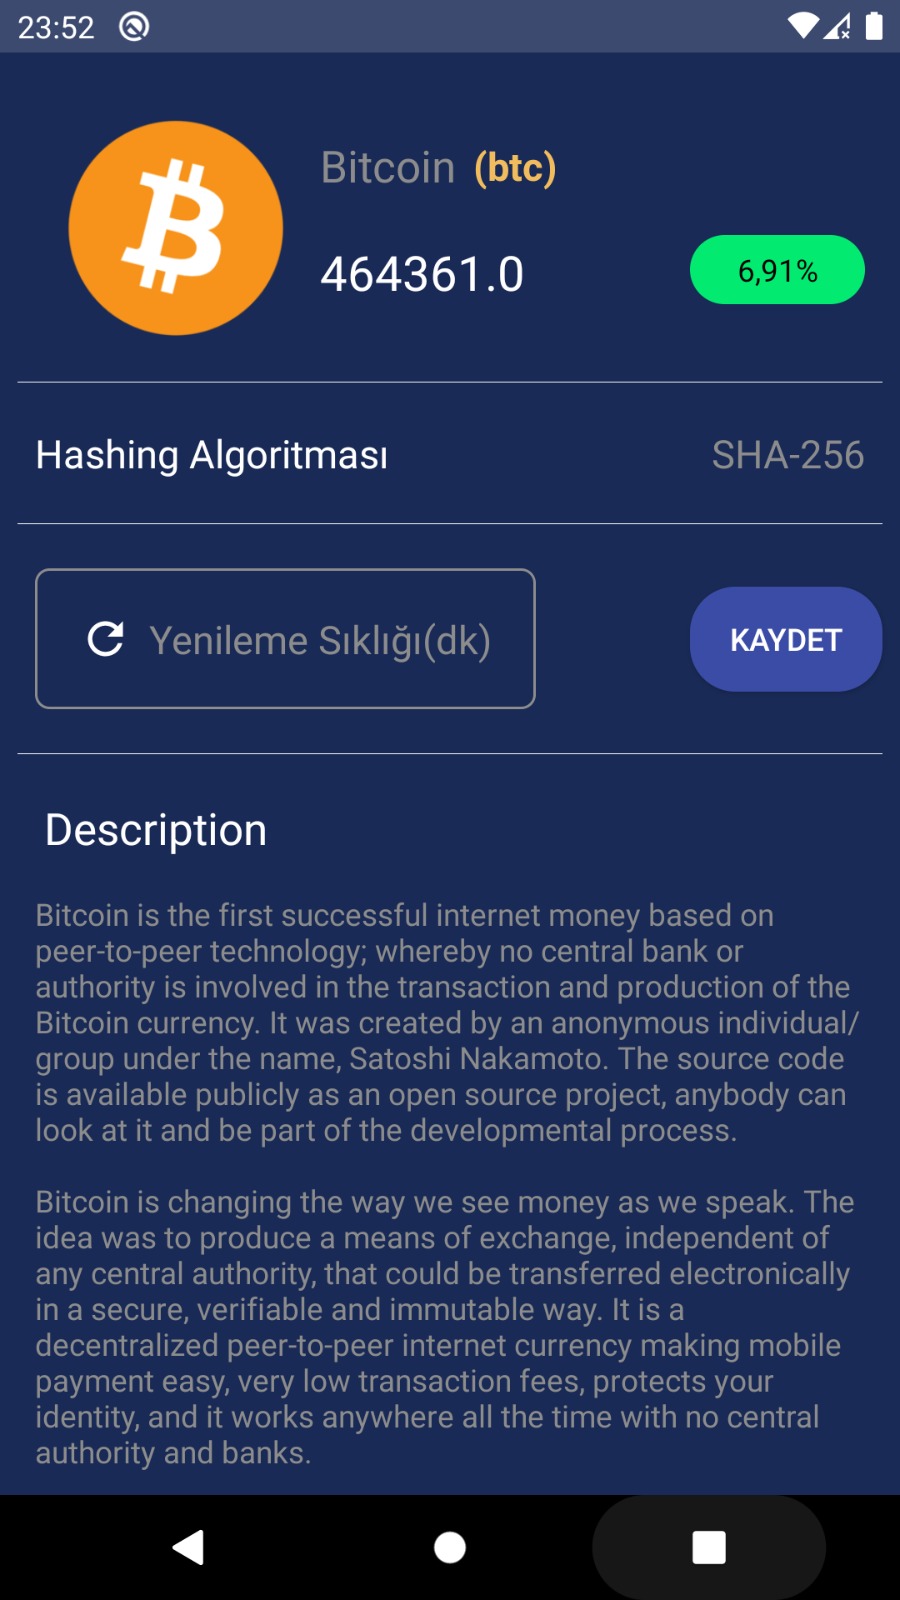 23:52
Bitcoin (btc)
464361.0
6,91%
Hashing Algoritması
SHA-256
Yenileme Sıklığı(dk)
KAYDET
Description
Bitcoin is the first successful internet money based on
peer-to-peer technology; whereby no central bank or
authority is involved in the transaction and production of the
Bitcoin currency. It was created by an anonymous individual/
group under the name, Satoshi Nakamoto. The source code
is available publicly as an open source project, anybody can
look at it and be part of the developmental process.
Bitcoin is changing the way we see money as we speak. The
idea was to produce a means of exchange, independent of
any central authority, that could be transferred electronically
in a secure, verifiable and immutable way. It is a
decentralized peer-to-peer internet currency making mobile
payment easy, very low transaction fees, protects your
identity, and it works anywhere all the time with no central
authority and banks.